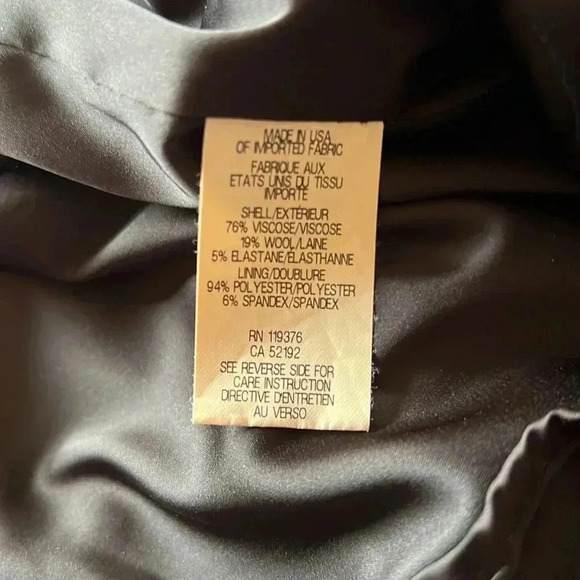 MADE IN USA
OF IMPORTED FABRIC
FABRIQUE AUX
ETATS UNIS DU TISSU
IMPORTÉ
SHELL/EXTÉRIEUR
76% VISCOSE/VISCOSE
19% WOOL/LAINE
5% ELASTANE/ÉLASTHANNE
LINING/DOUBLURE
94% POLYESTER/POLYESTER
6% SPANDEX/SPANDEX
RN 119376
CA 52192
SEE REVERSE SIDE FOR
CARE INSTRUCTION
DIRECTIVE D'ENTRETIEN
AU VERSO